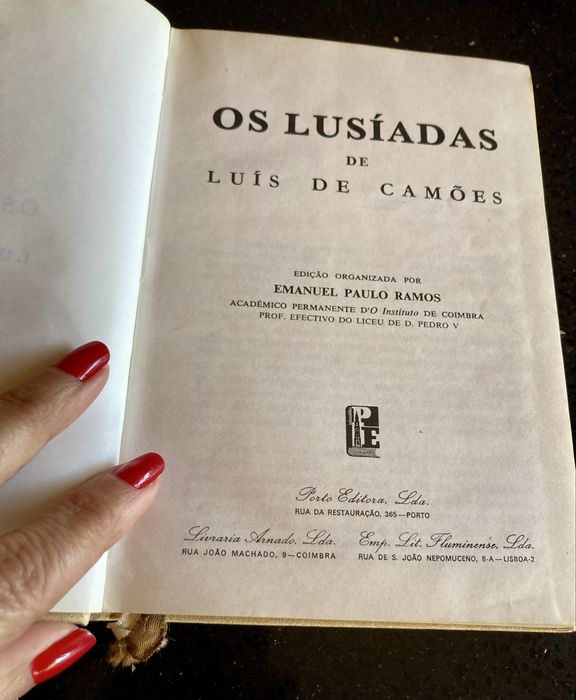 OS LUSÍADAS
DE
LUÍS DE CAMÕES
EDIÇÃO ORGANIZADA POR
EMANUEL PAULO RAMOS
ACADÉMICO PERMANENTE D'O Instituto DE COIMBRA
PROF. EFECTIVO DO LICEU DE D. PEDRO V
PE
Porto Editora, Lda.
RUA DA RESTAURAÇÃO, 365—PORTO
Livraria Arnado, Lda.
RUA JOÃO MACHADO, 9—COIMBRA
Emp. Lit. Fluminense, Lda.
RUA DE S. JOÃO NEPOMUCENO, 8-A—LISBOA-2